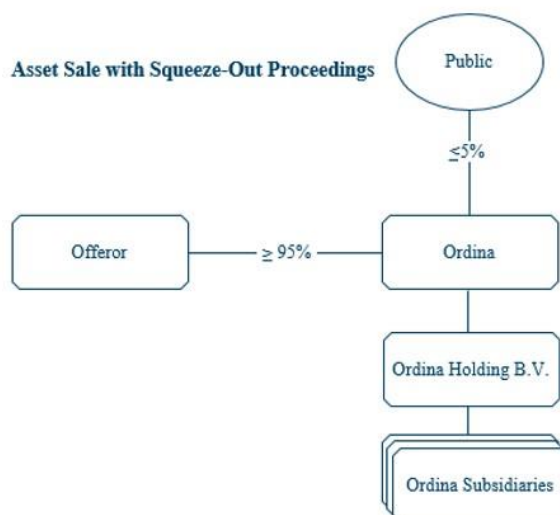 Asset Sale with Squeeze-Out Proceedings
Public
≤5%
Offeror
≥ 95%
Ordina
Ordina Holding B.V.
Ordina Subsidiaries